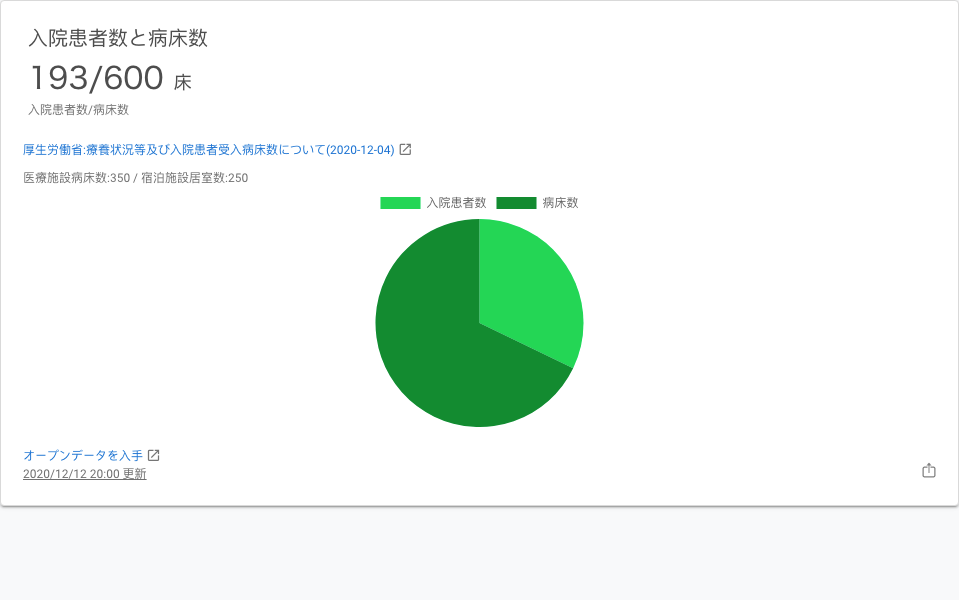 入院患者数と病床数
193/600 床
入院患者数/病床数
厚生労働省:療養状況等及び入院患者受入病床数について(2020-12-04)
医療施設病床数:350 / 宿泊施設居室数:250
入院患者数 病床数
オープンデータを入手
2020/12/12 20:00 更新